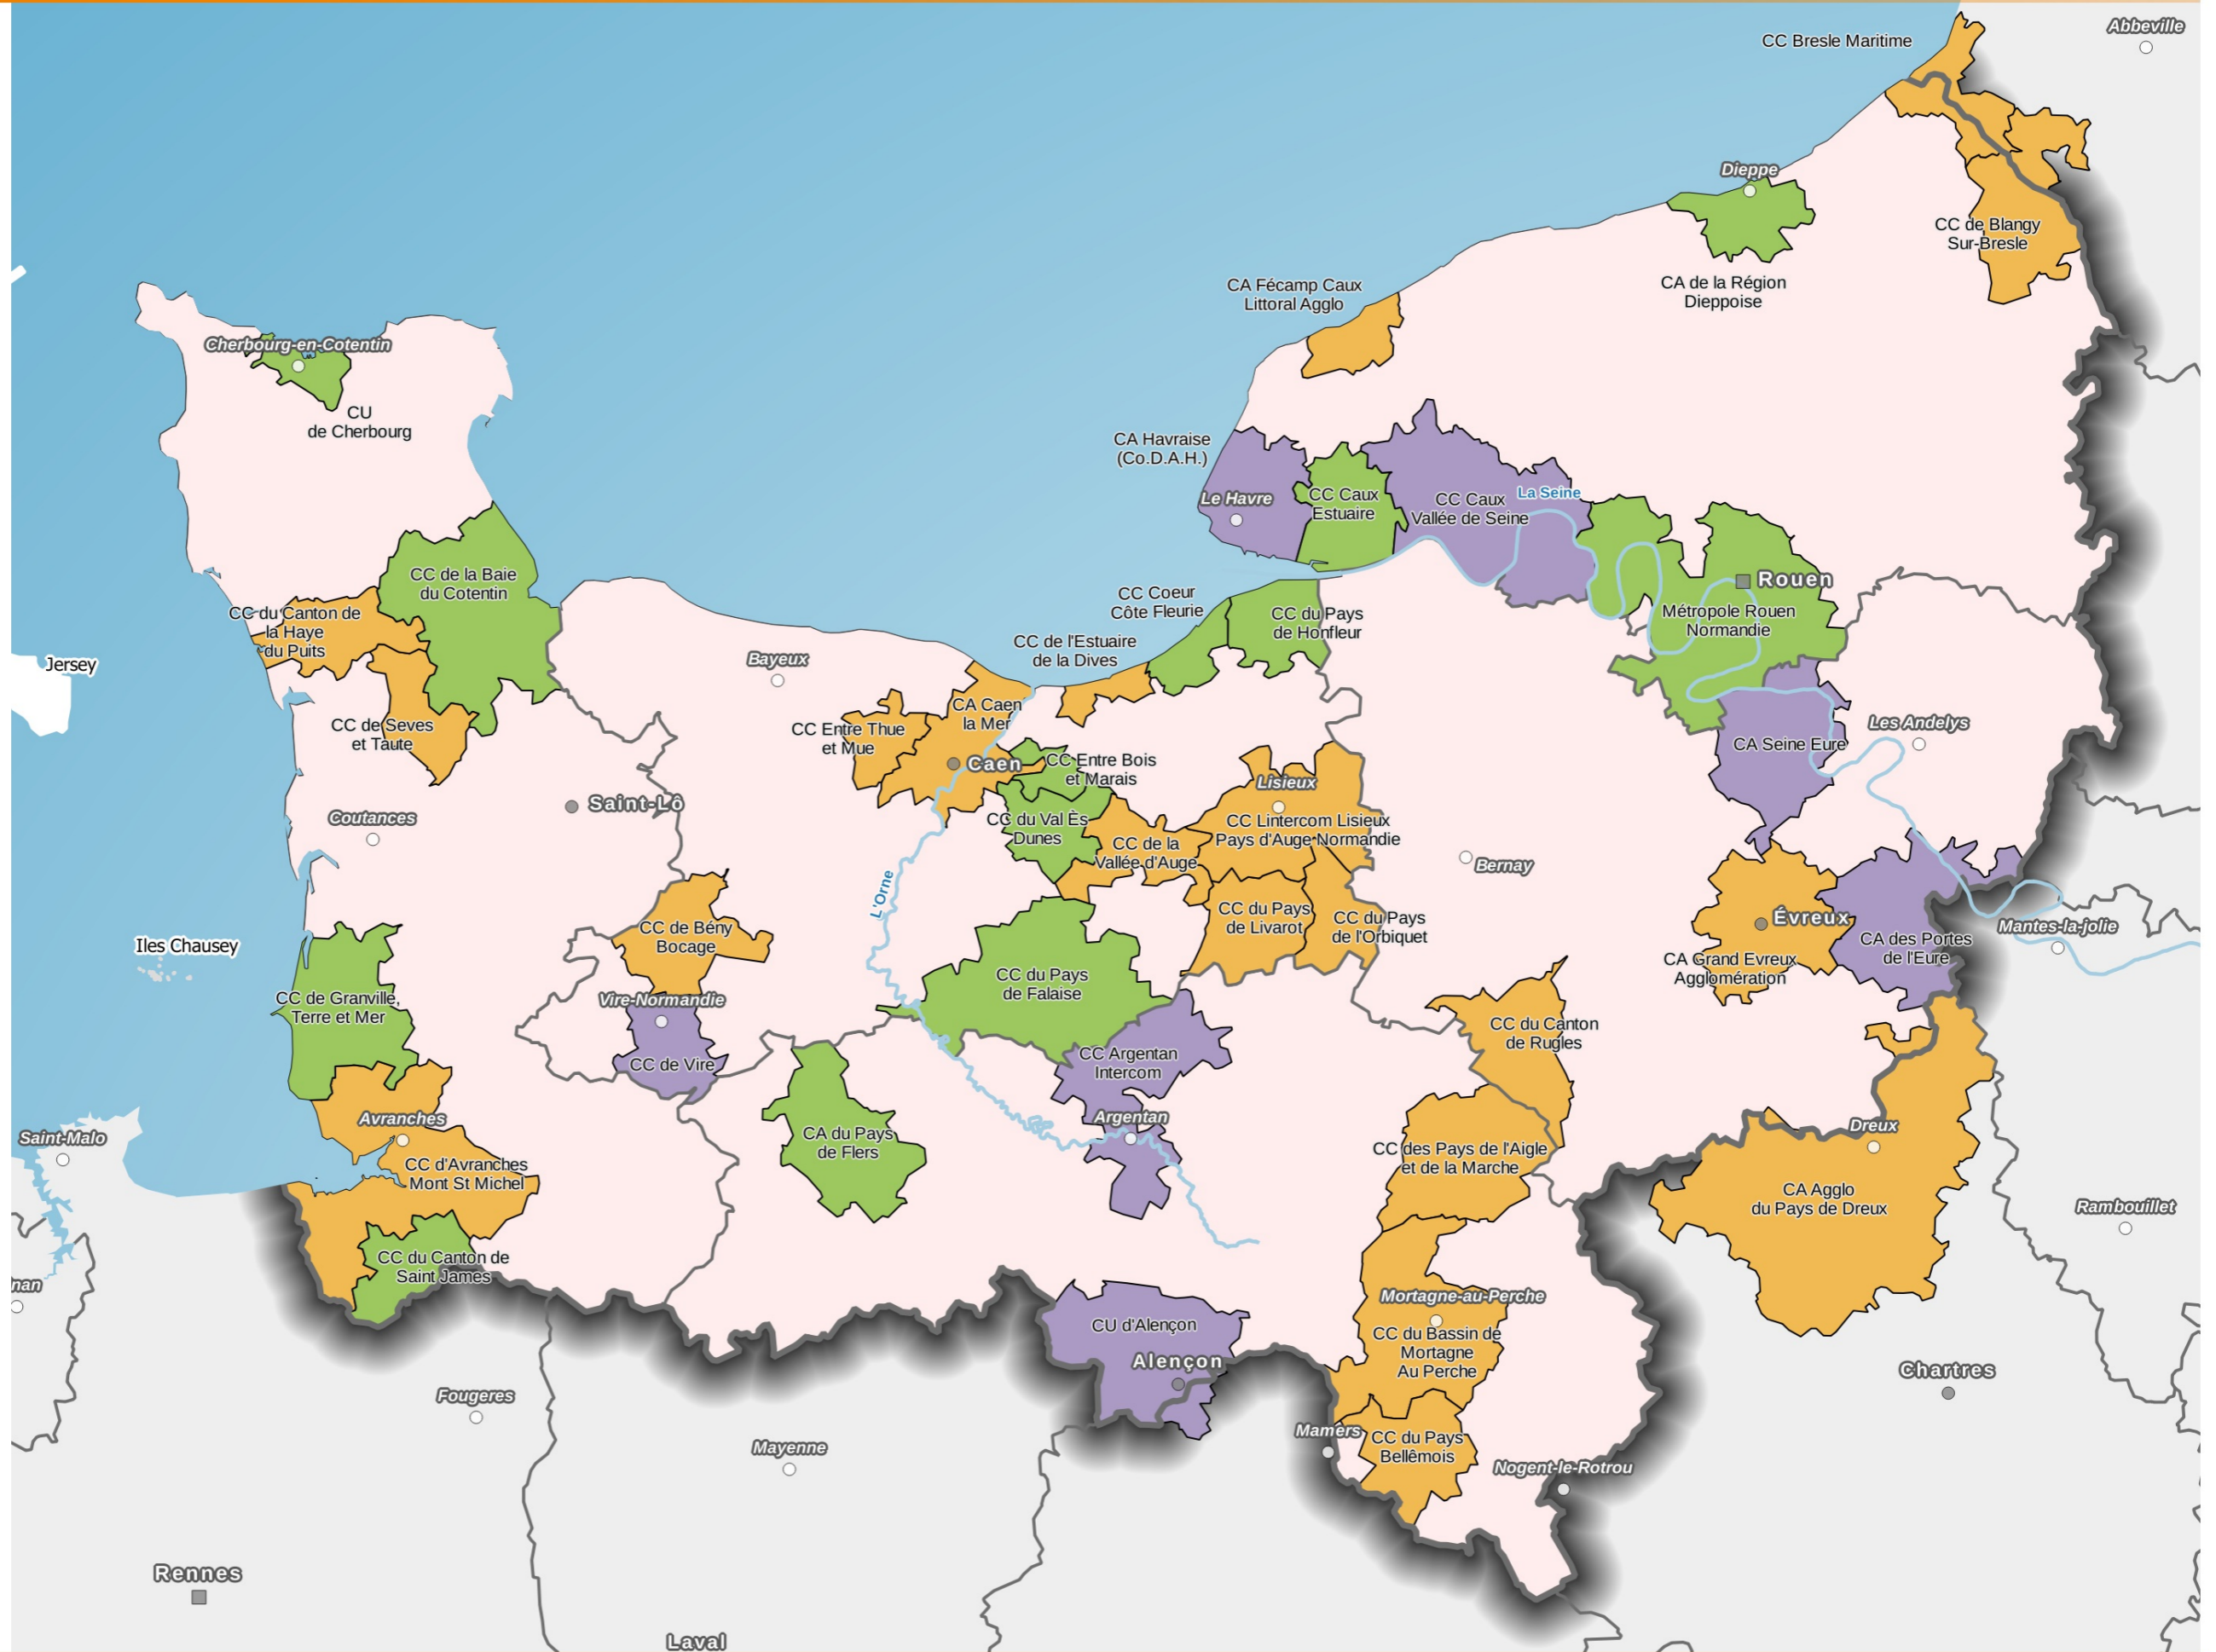 Abbeville
CC Bresle Maritime
Dieppe
CC de Blangy
Sur-Bresle
CA Fécamp Caux
Littoral Agglo
CA de la Région
Dieppoise
Cherbourg-en-Cotentin
CU
de Cherbourg
CA Havraise
(Co.D.A.H.)
Le Havre
CC Caux
Estuaire
CC Caux
Vallée de Seine
La Seine
CC de la Baie
du Cotentin
Rouen
CC Coeur
Côte Fleurie
CC du Canton de
la Haye
du Puits
CC du Pays
de Honfleur
Métropole Rouen
Normandie
CC de l'Estuaire
de la Dives
Jersey
Bayeux
CA Caen
la Mer
CC de Seves
et Taute
CC Entre Thue
et Mue
Les Andelys
CA Seine Eure
Caen
CC Entre Bois
et Marais
Lisieux
Saint-Lô
Coutances
CC du Val Ès
Dunes
CC Lintercom Lisieux
Pays d'Auge Normandie
CC de la
Vallée d'Auge
Bernay
L'Orne
CC du Pays
de Livarot
CC du Pays
de l'Orbiquet
Évreux
CC de Bény
Bocage
Iles Chausey
Mantes-la-jolie
CA des Portes
de l'Eure
CA Grand Evreux
Agglomération
CC du Pays
de Falaise
CC de Granville,
Terre et Mer
Vire-Normandie
CC du Canton
de Rugles
CC de Vire
CC Argentan
Intercom
Argentan
Avranches
Dreux
Saint-Malo
CA du Pays
de Flers
CC des Pays de l'Aigle
et de la Marche
CC d'Avranches
Mont St Michel
CA Agglo
du Pays de Dreux
Rambouillet
CC du Canton de
Saint James
nan
Mortagne-au-Perche
CU d'Alençon
CC du Bassin de
Mortagne
Au Perche
Alençon
Chartres
Fougeres
Mamers
CC du Pays
Bellêmois
Mayenne
Nogent-le-Rotrou
Rennes
Laval